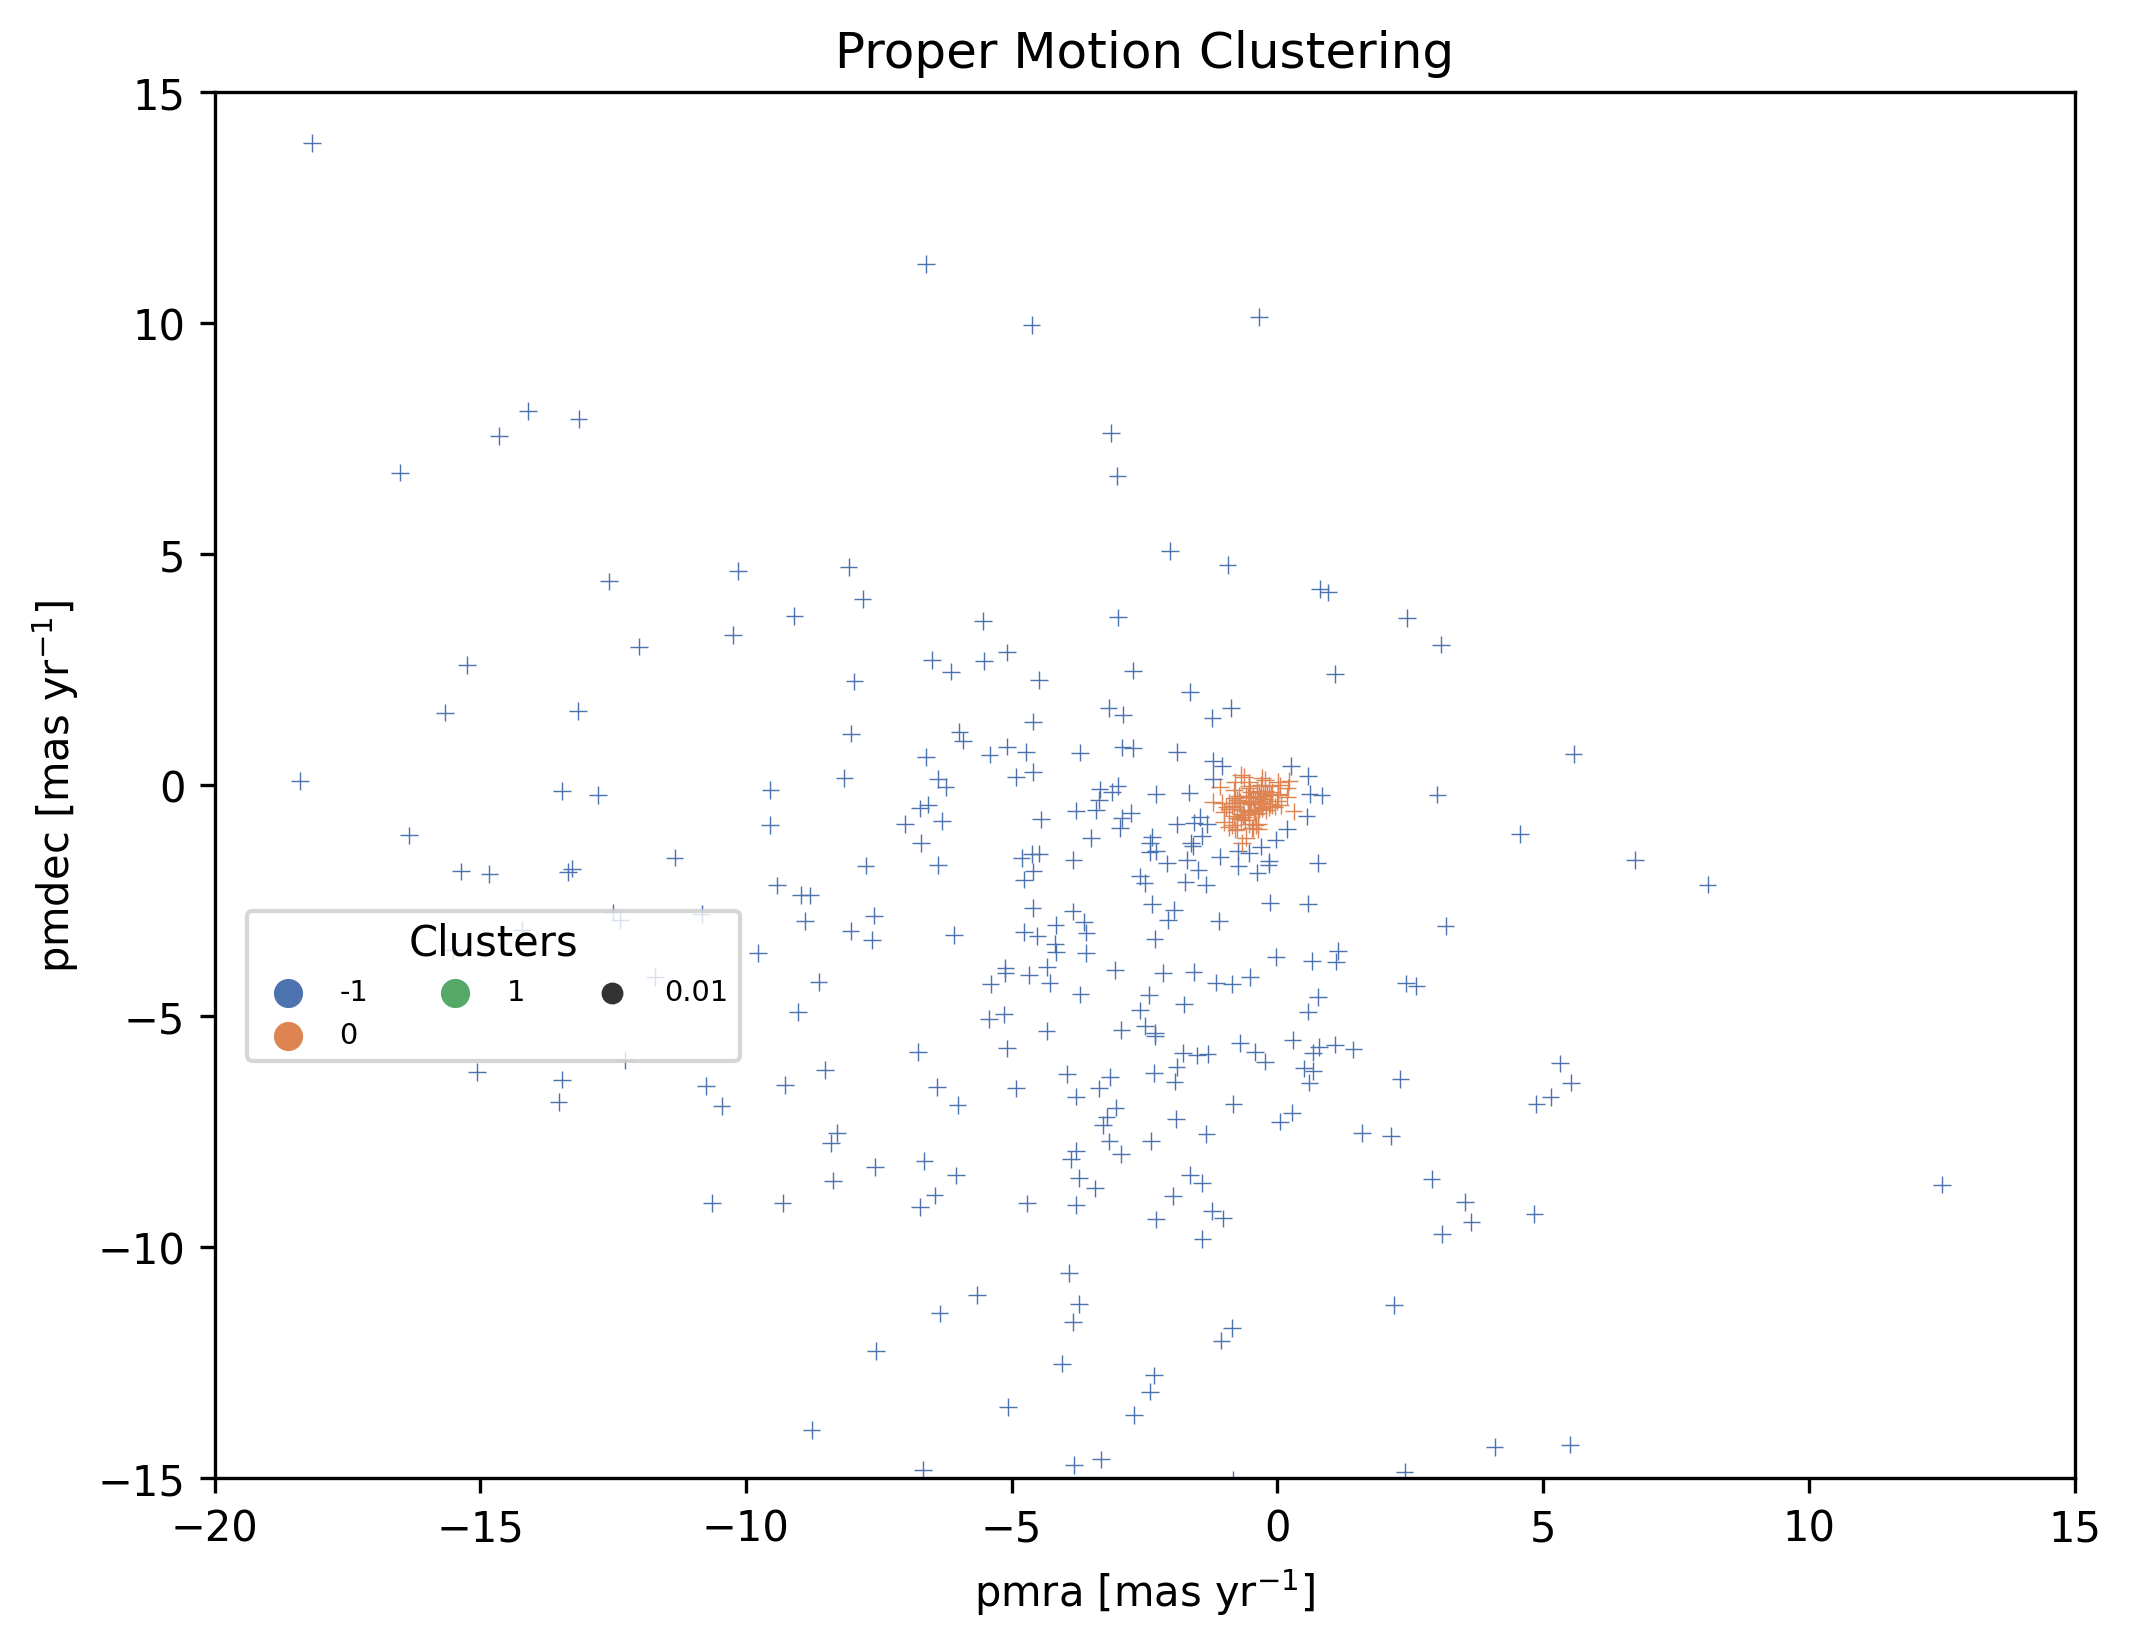 Proper Motion Clustering
15
10
5
0
−5
−10
−15
pmdec [mas yr⁻¹]
Clusters
-1 1 0.01
0
−20 −15 −10 −5 0 5 10 15
pmra [mas yr⁻¹]